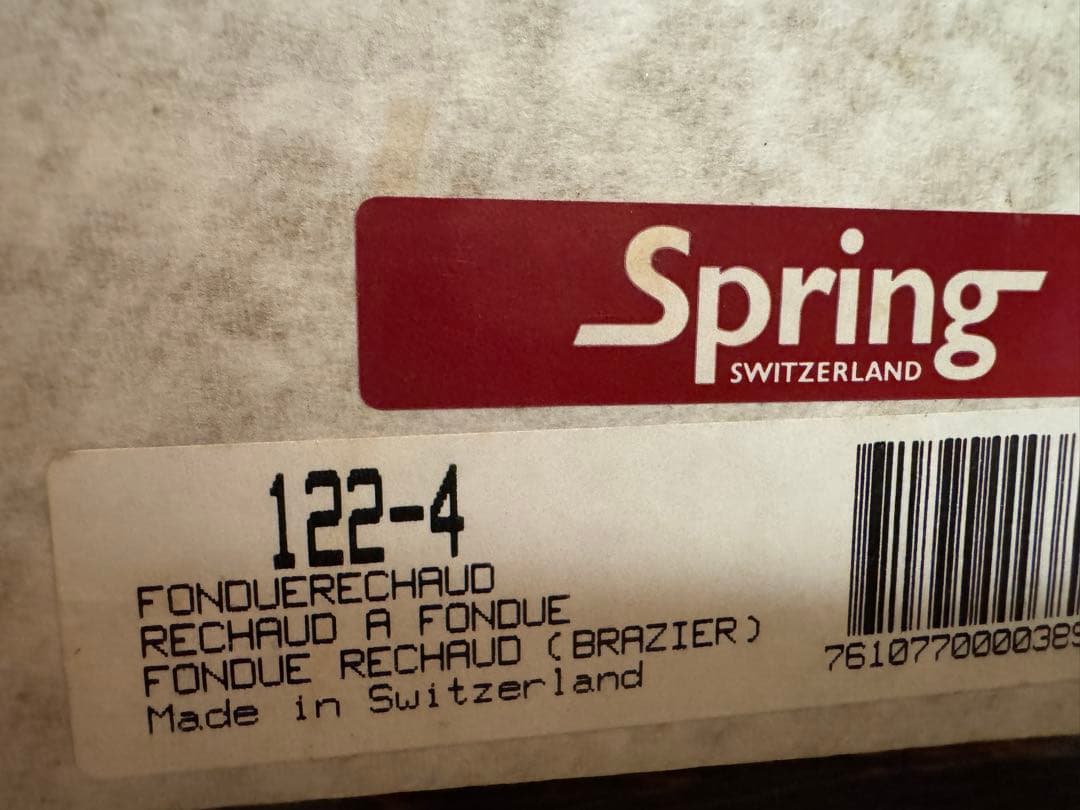 Spring
SWITZERLAND
122-4
FONDUERECHAUD
RECHAUD A FONDUE
FONDUE RECHAUD (BRAZIER)
Made in Switzerland
761077000038